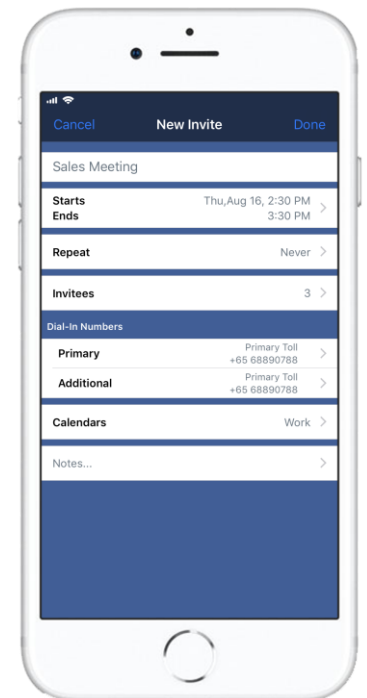 Cancel New Invite Done
Sales Meeting
Starts Thu,Aug 16, 2:30 PM
Ends 3:30 PM
Repeat Never
Invitees 3
Dial-In Numbers
Primary Primary Toll
+65 68890788
Additional Primary Toll
+65 68890788
Calendars Work
Notes...